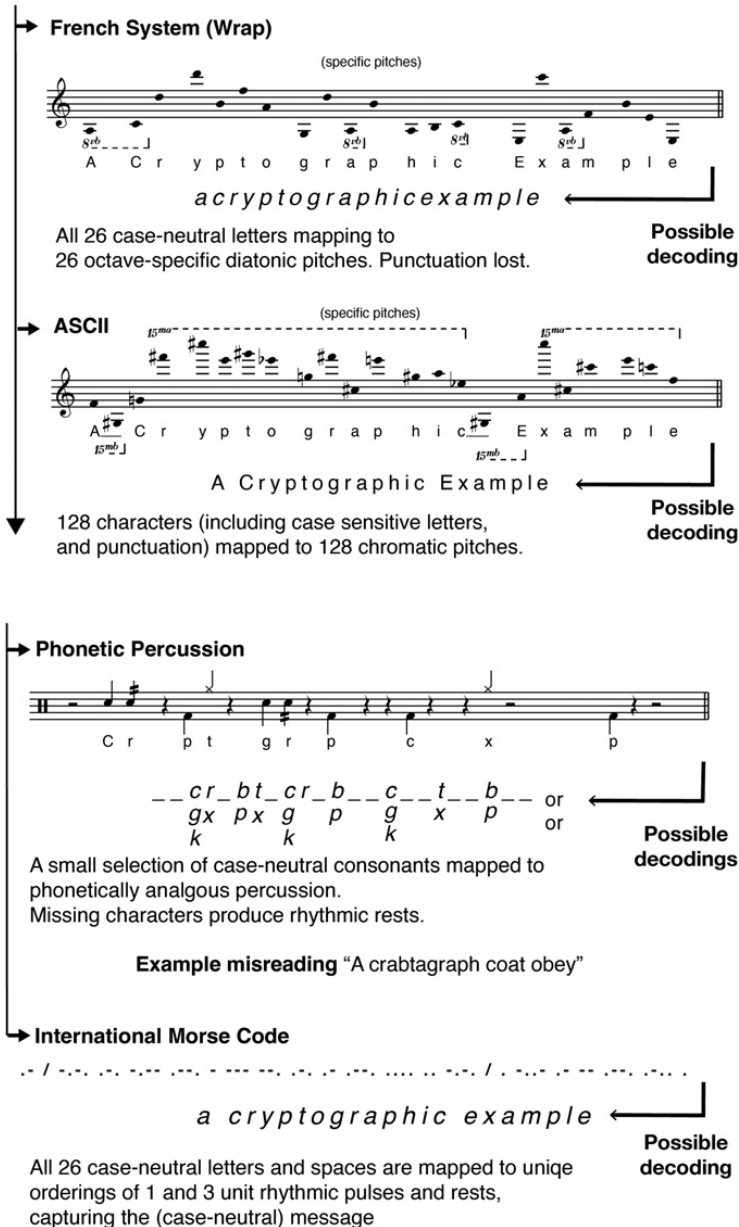 French System (Wrap)
(specific pitches)
8vb 8vb 8vb 8vb
A C r y p t o g r a p h i c E x a m p l e
acryptographicexample
Possible
decoding
All 26 case-neutral letters mapping to
26 octave-specific diatonic pitches. Punctuation lost.
ASCII
(specific pitches)
15ma 15ma
A C r y p t o g r a p h i c E x a m p l e
15mb 15mb
A Cryptographic Example
Possible
decoding
128 characters (including case sensitive letters,
and punctuation) mapped to 128 chromatic pitches.
Phonetic Percussion
C r p t g r p c x p
_ _ c r _ b t _ c r _ b _ _ c _ _ t _ _ b _ _ or
g x p x g p g x p or
k k k
Possible
decodings
A small selection of case-neutral consonants mapped to
phonetically analgous percussion.
Missing characters produce rhythmic rests.
Example misreading “A crabtagraph coat obey”
International Morse Code
.- / -.-. .-. -.-- .--. - --- --. .-. .- .--. .... .. -.-. / . -..- .- -- .--. .-.. .
a cryptographic example
Possible
decoding
All 26 case-neutral letters and spaces are mapped to uniqe
orderings of 1 and 3 unit rhythmic pulses and rests,
capturing the (case-neutral) message